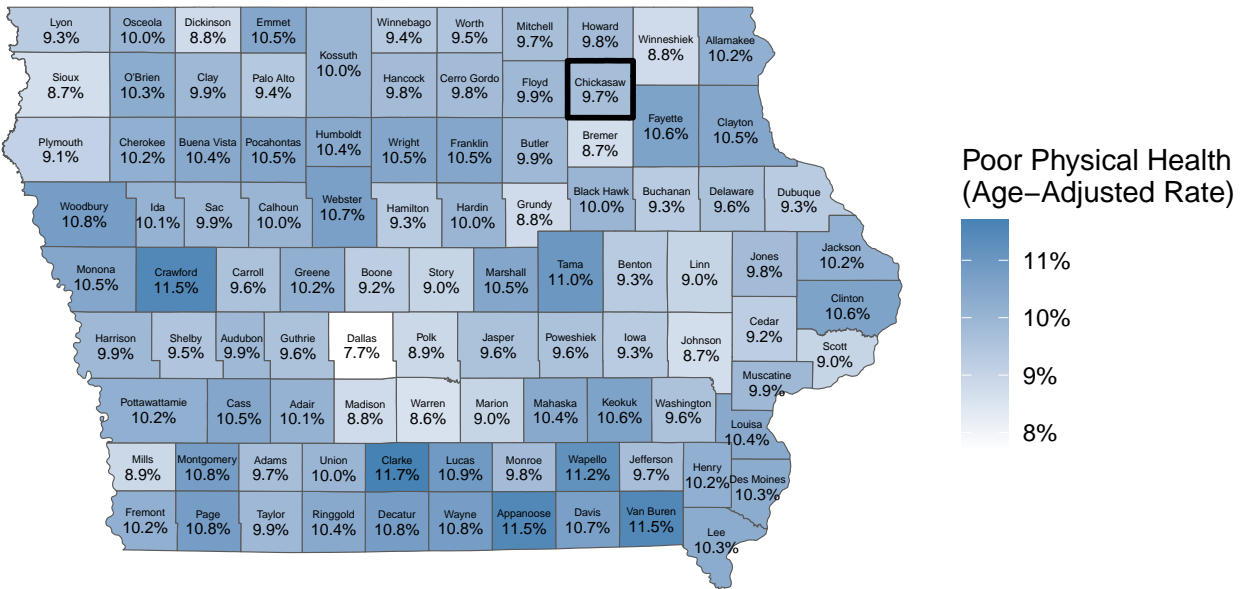 Lyon
9.3%
Osceola
10.0%
Dickinson
8.8%
Emmet
10.5%
Kossuth
10.0%
Winnebago
9.4%
Worth
9.5%
Mitchell
9.7%
Howard
9.8%
Winneshiek
8.8%
Allamakee
10.2%
Sioux
8.7%
O'Brien
10.3%
Clay
9.9%
Palo Alto
9.4%
Hancock
9.8%
Cerro Gordo
9.8%
Floyd
9.9%
Chickasaw
9.7%
Fayette
10.6%
Clayton
10.5%
Plymouth
9.1%
Cherokee
10.2%
Buena Vista
10.4%
Pocahontas
10.5%
Humboldt
10.4%
Wright
10.5%
Franklin
10.5%
Butler
9.9%
Bremer
8.7%
Woodbury
10.8%
Ida
10.1%
Sac
9.9%
Calhoun
10.0%
Webster
10.7%
Hamilton
9.3%
Hardin
10.0%
Grundy
8.8%
Black Hawk
10.0%
Buchanan
9.3%
Delaware
9.6%
Dubuque
9.3%
Monona
10.5%
Crawford
11.5%
Carroll
9.6%
Greene
10.2%
Boone
9.2%
Story
9.0%
Marshall
10.5%
Tama
11.0%
Benton
9.3%
Linn
9.0%
Jones
9.8%
Jackson
10.2%
Clinton
10.6%
Harrison
9.9%
Shelby
9.5%
Audubon
9.9%
Guthrie
9.6%
Dallas
7.7%
Polk
8.9%
Jasper
9.6%
Poweshiek
9.6%
Iowa
9.3%
Johnson
8.7%
Cedar
9.2%
Scott
9.0%
Muscatine
9.9%
Pottawattamie
10.2%
Cass
10.5%
Adair
10.1%
Madison
8.8%
Warren
8.6%
Marion
9.0%
Mahaska
10.4%
Keokuk
10.6%
Washington
9.6%
Louisa
10.4%
Mills
8.9%
Montgomery
10.8%
Adams
9.7%
Union
10.0%
Clarke
11.7%
Lucas
10.9%
Monroe
9.8%
Wapello
11.2%
Jefferson
9.7%
Henry
10.2%
Des Moines
10.3%
Fremont
10.2%
Page
10.8%
Taylor
9.9%
Ringgold
10.4%
Decatur
10.8%
Wayne
10.8%
Appanoose
11.5%
Davis
10.7%
Van Buren
11.5%
Lee
10.3%
Poor Physical Health
(Age−Adjusted Rate)
11%
10%
9%
8%